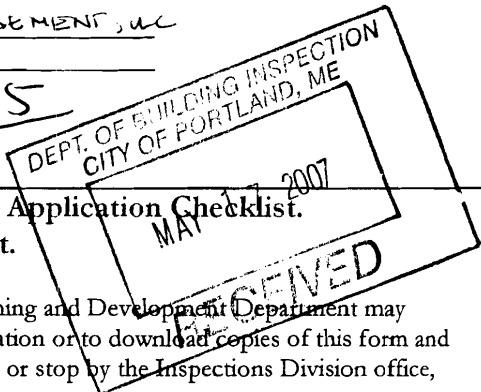 EMENT, LLC
5
DEPT. OF BUILDING INSPECTION
CITY OF PORTLAND, ME
MAY 2007
RECEIVED
Application Checklist.
t.
ning and Development Department may
ation or to download copies of this form and
or stop by the Inspections Division office,